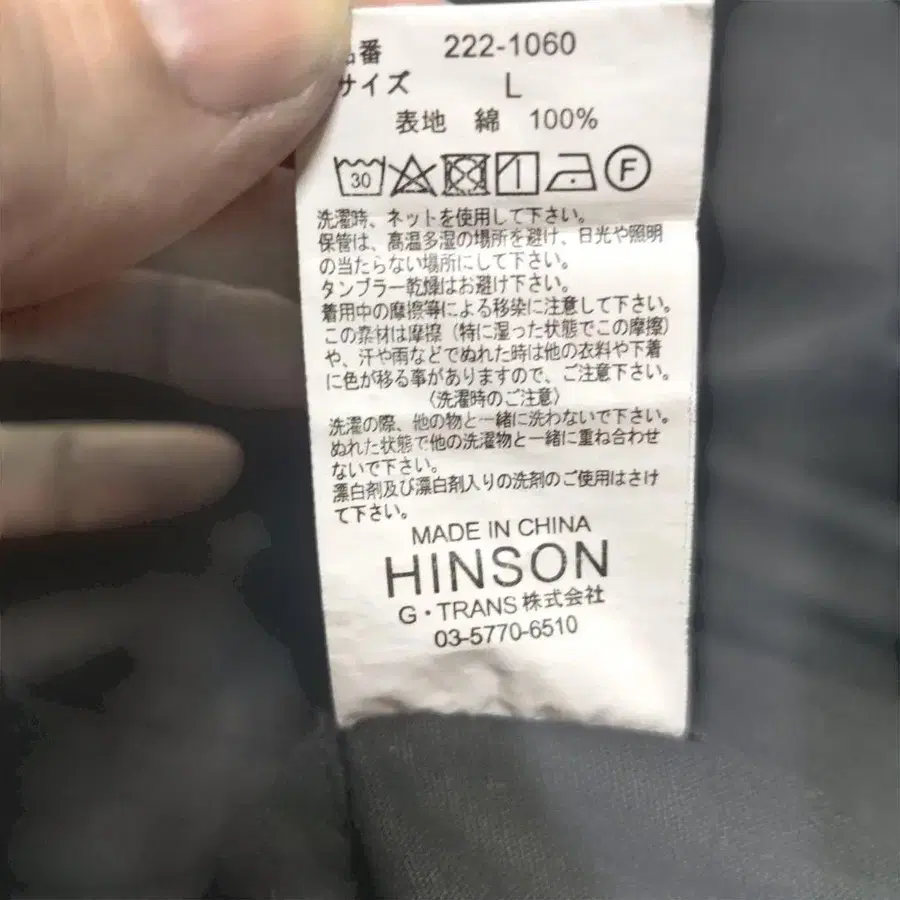 品番 222-1060
サイズ L
表地 綿 100%
30 F
洗濯時、ネットを使用して下さい。
保管は、高温多湿の場所を避け、日光や照明
の当たらない場所にして下さい。
タンブラー乾燥はお避け下さい。
着用中の摩擦等による移染に注意して下さい。
この素材は摩擦（特に湿った状態でこの摩擦）
や、汗や雨などでぬれた時は他の衣料や下着
に色が移る事がありますので、ご注意下さい。
〈洗濯時のご注意〉
洗濯の際、他の物と一緒に洗わないで下さい。
ぬれた状態で他の洗濯物と一緒に重ね合わせ
ないで下さい。
漂白剤及び漂白剤入りの洗剤のご使用はさけ
て下さい。
MADE IN CHINA
HINSON
G・TRANS株式会社
03-5770-6510